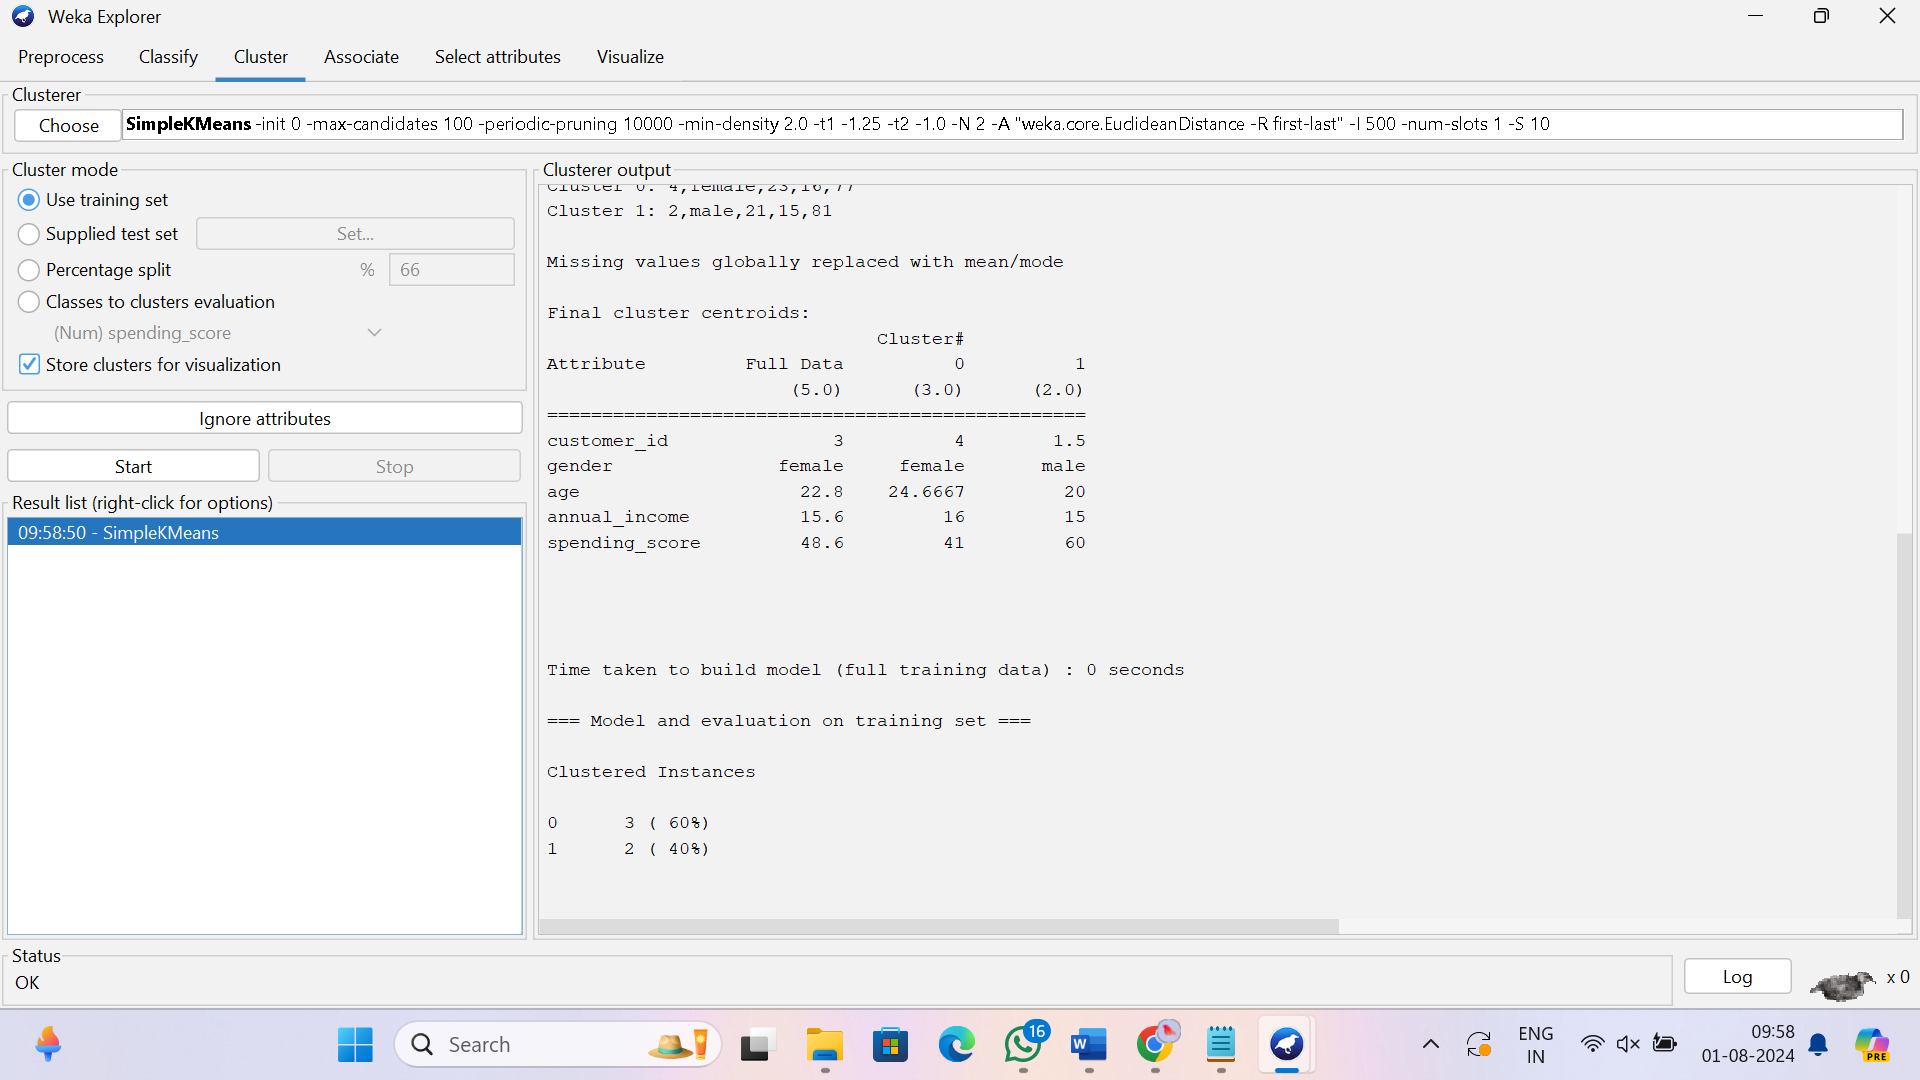 Weka Explorer
Preprocess Classify Cluster Associate Select attributes Visualize
Clusterer
Choose SimpleKMeans -init 0 -max-candidates 100 -periodic-pruning 10000 -min-density 2.0 -t1 -1.25 -t2 -1.0 -N 2 -A "weka.core.EuclideanDistance -R first-last" -I 500 -num-slots 1 -S 10
Cluster mode
Use training set
Supplied test set Set...
Percentage split % 66
Classes to clusters evaluation
(Num) spending_score
Store clusters for visualization
Ignore attributes
Start Stop
Result list (right-click for options)
09:58:50 - SimpleKMeans
Clusterer output
Cluster 0: 4,female,23,16,77
Cluster 1: 2,male,21,15,81
Missing values globally replaced with mean/mode
Final cluster centroids:
Cluster#
Attribute Full Data 0 1
(5.0) (3.0) (2.0)
=================================================
customer_id 3 4 1.5
gender female female male
age 22.8 24.6667 20
annual_income 15.6 16 15
spending_score 48.6 41 60
Time taken to build model (full training data) : 0 seconds
=== Model and evaluation on training set ===
Clustered Instances
0 3 ( 60%)
1 2 ( 40%)
Status
OK
Log x 0
Search
16
W
ENG
IN
09:58
01-08-2024
PRE